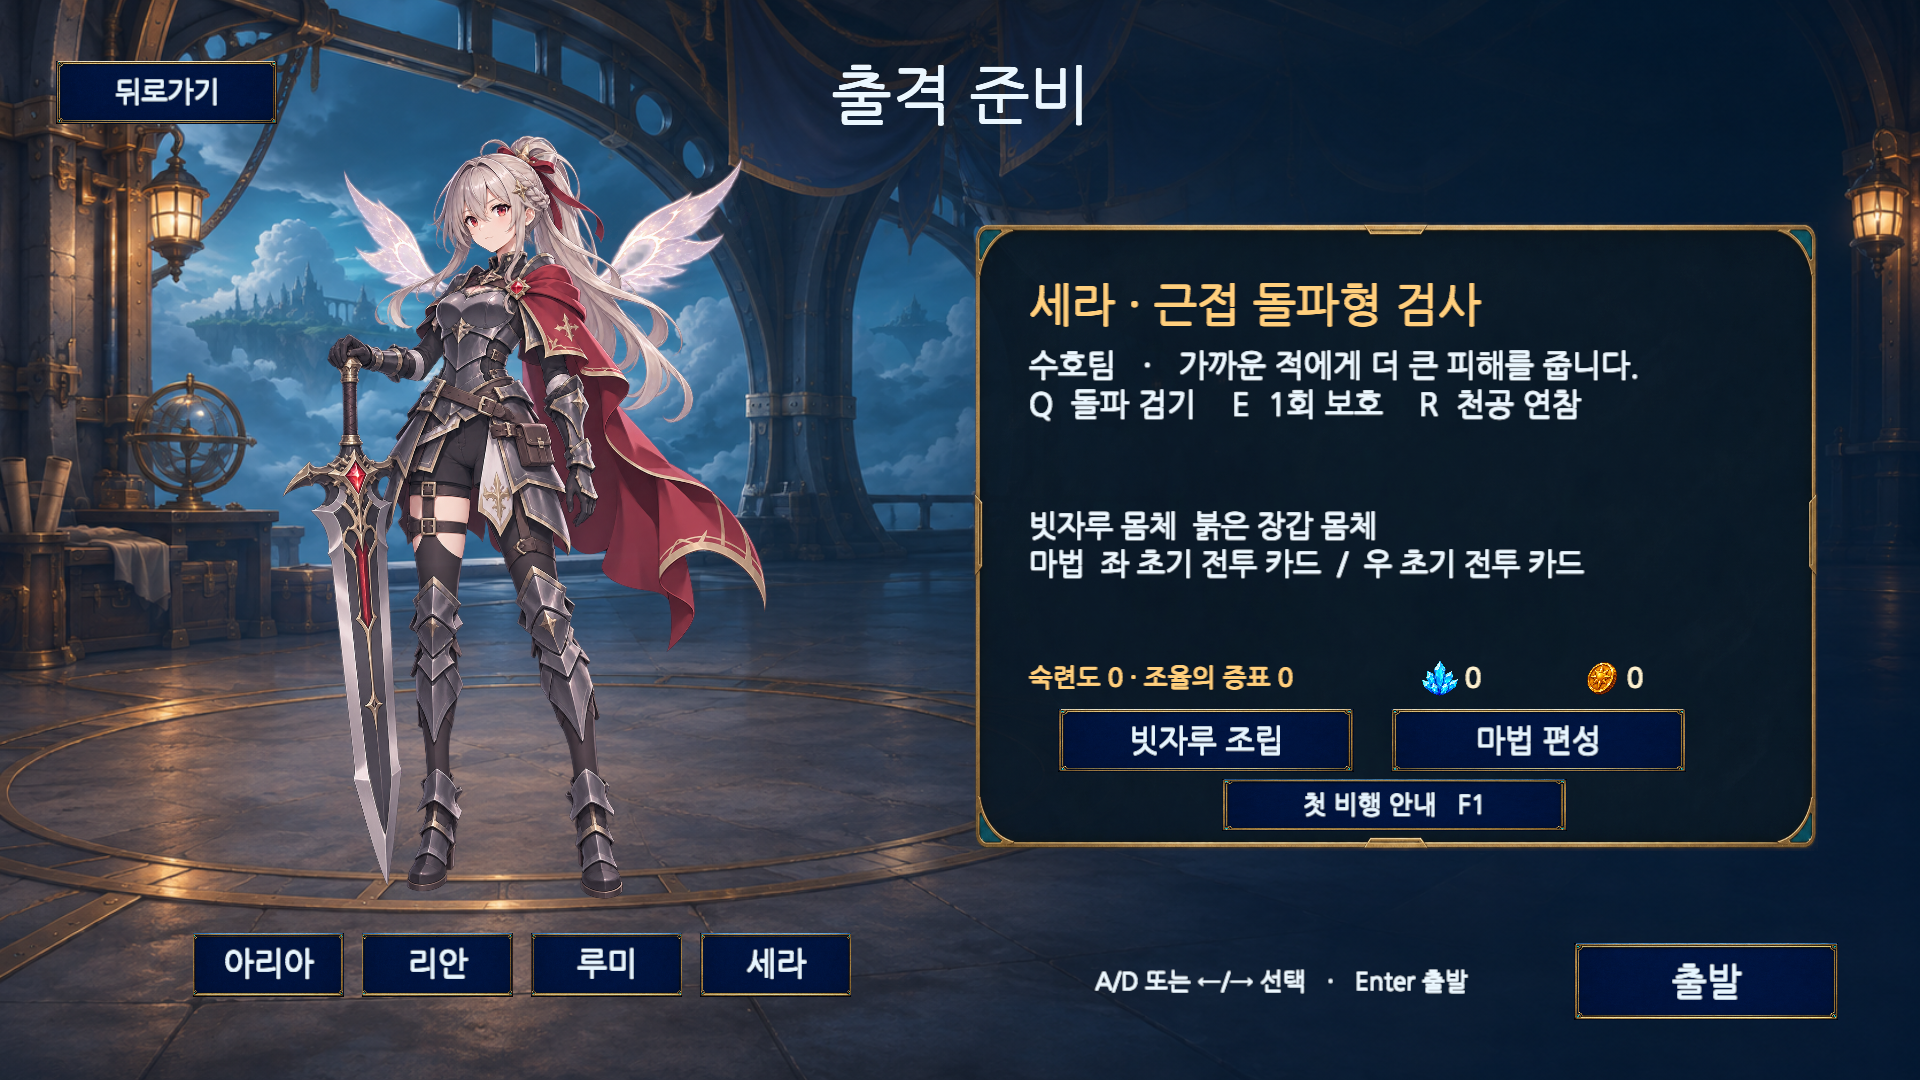 뒤로가기
출격 준비
세라 · 근접 돌파형 검사
수호팀 · 가까운 적에게 더 큰 피해를 줍니다.
Q 돌파 검기 E 1회 보호 R 천공 연참
빗자루 몸체 붉은 장갑 몸체
마법 좌 초기 전투 카드 / 우 초기 전투 카드
숙련도 0 · 조율의 증표 0 0 0
빗자루 조립 마법 편성
첫 비행 안내 F1
아리아 리안 루미 세라
A/D 또는 ←/→ 선택 · Enter 출발
출발